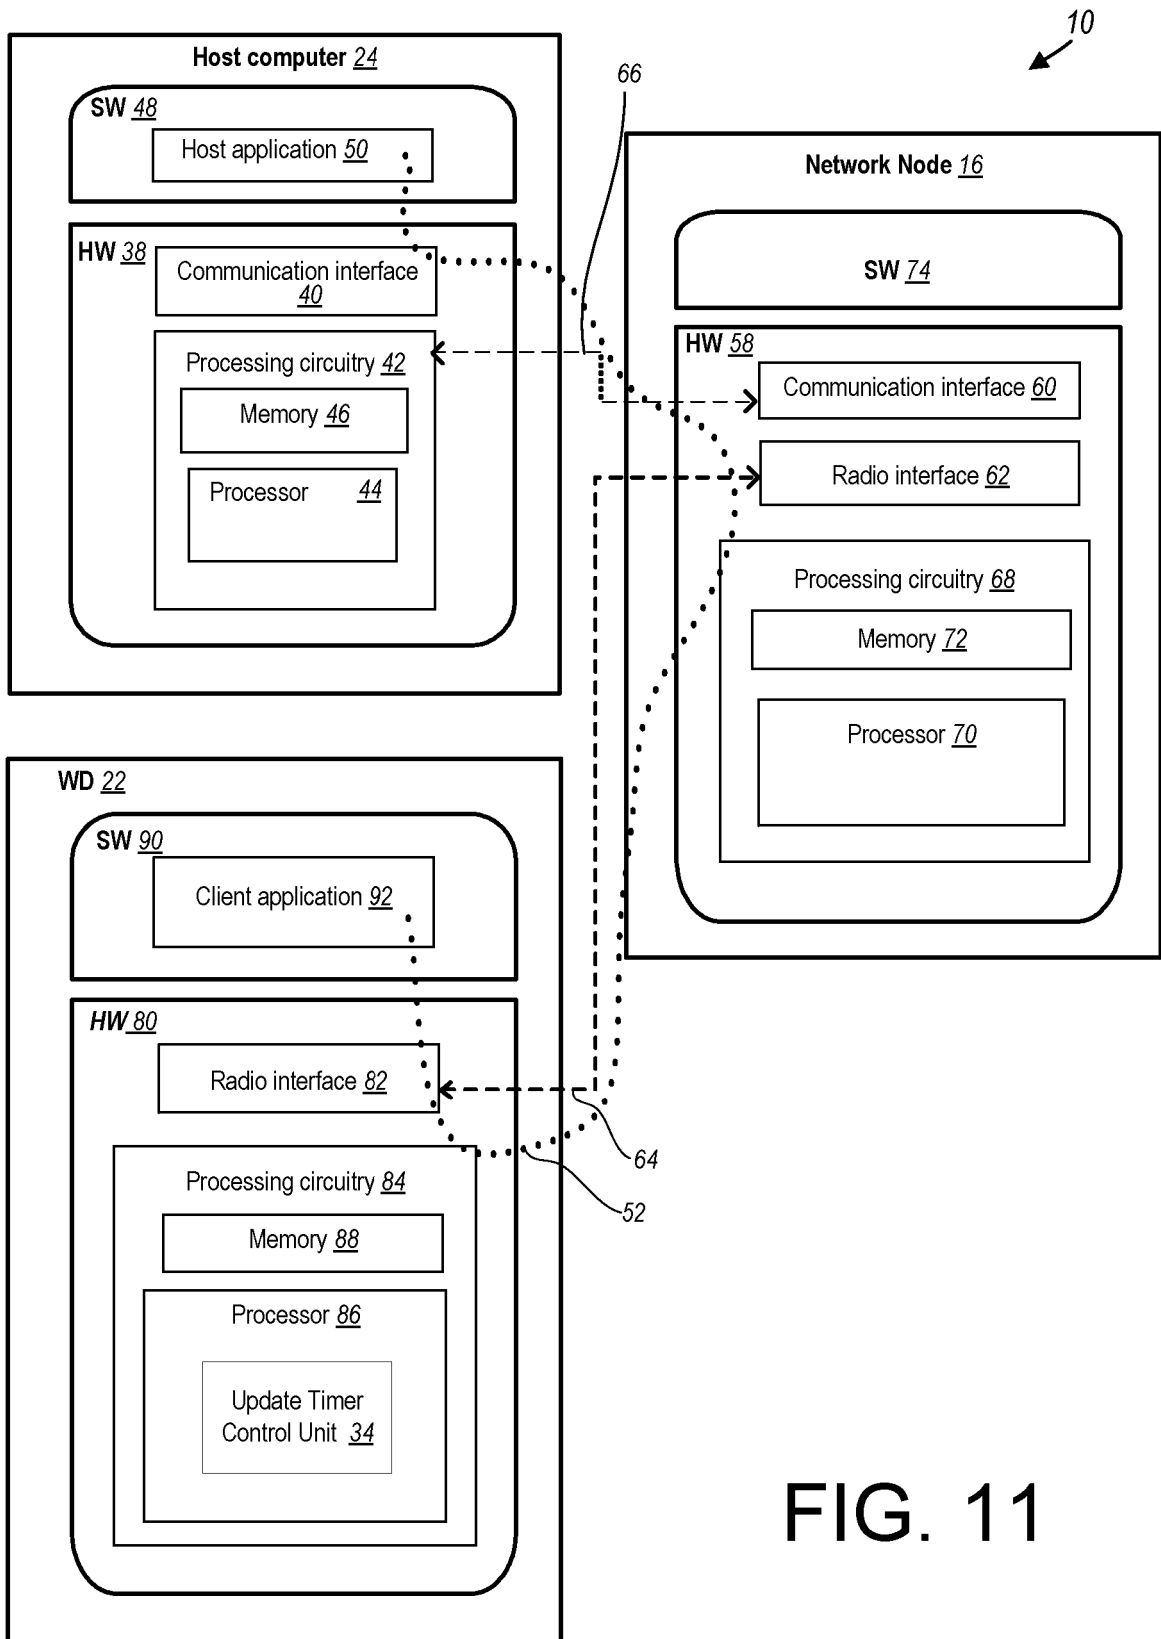 10
Host computer 24
SW 48
Host application 50
HW 38
Communication interface
40
Processing circuitry 42
Memory 46
Processor 44
66
Network Node 16
SW 74
HW 58
Communication interface 60
Radio interface 62
Processing circuitry 68
Memory 72
Processor 70
WD 22
SW 90
Client application 92
HW 80
Radio interface 82
64
52
Processing circuitry 84
Memory 88
Processor 86
Update Timer
Control Unit 34
FIG. 11